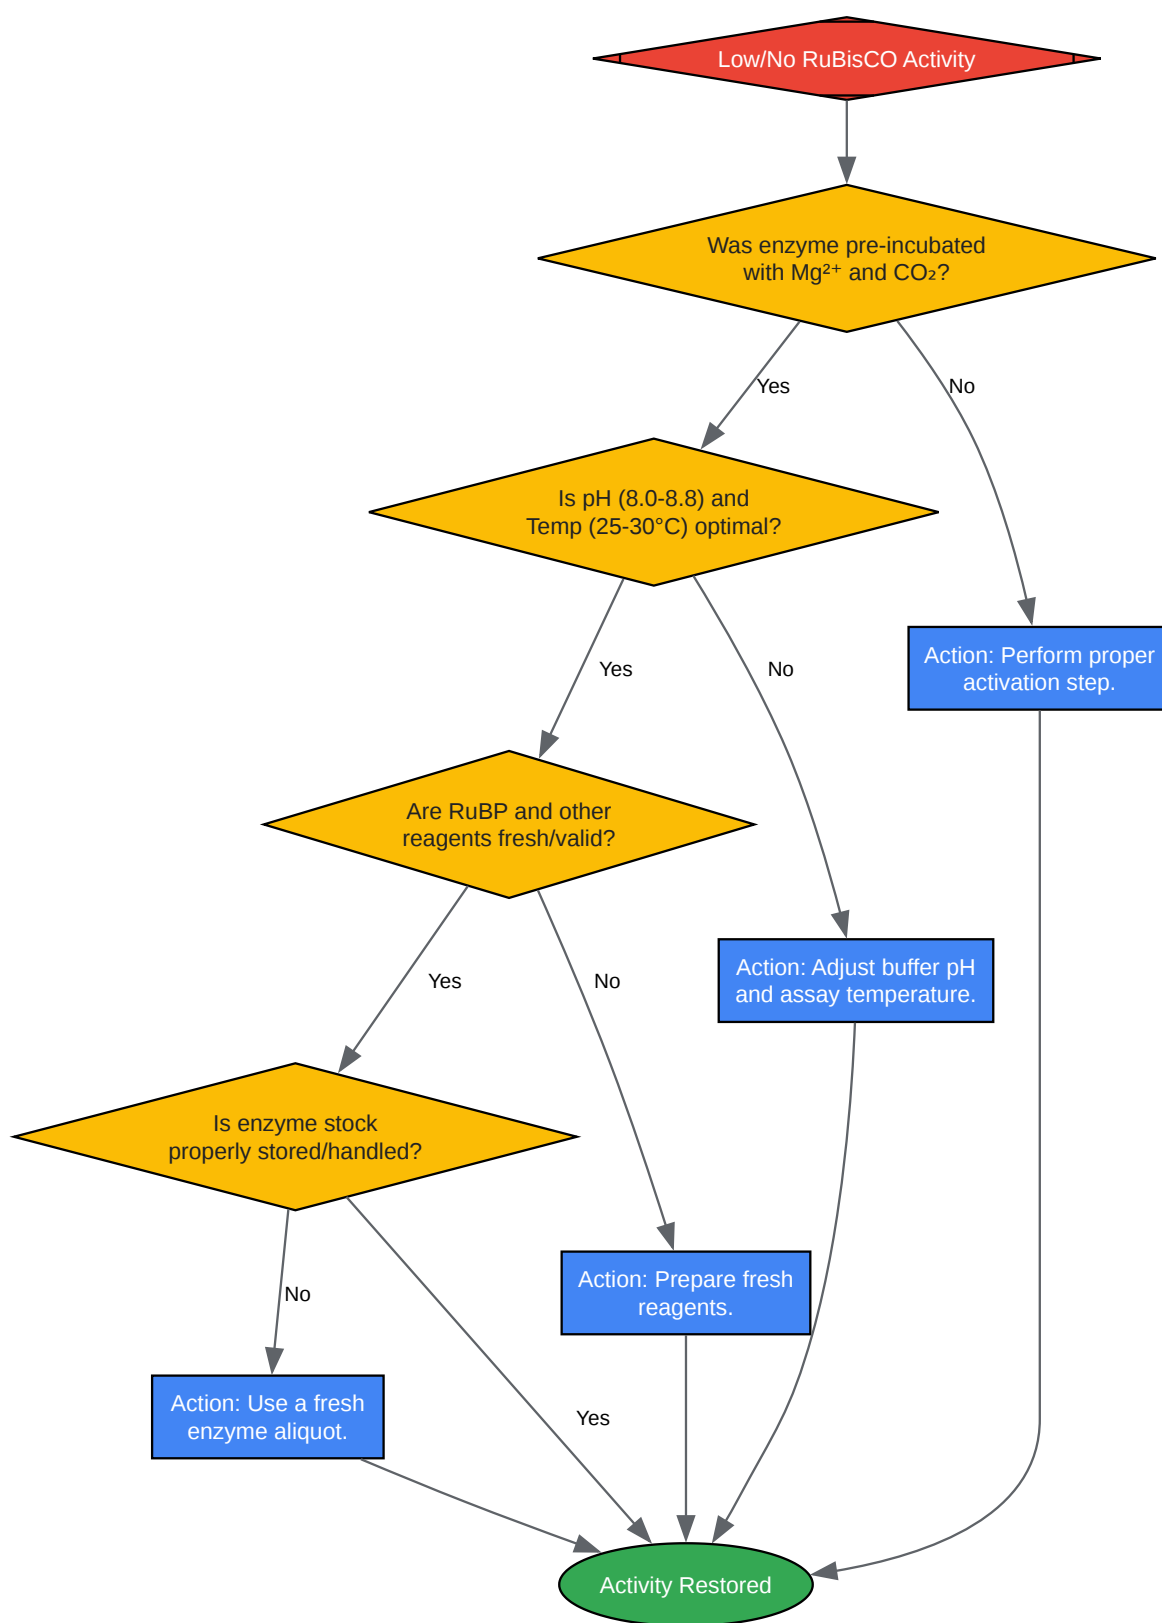 Low/No RuBisCO Activity
Was enzyme pre-incubated
with Mg²⁺ and CO₂?
Yes
No
Is pH (8.0-8.8) and
Temp (25-30°C) optimal?
Action: Perform proper
activation step.
Yes
No
Are RuBP and other
reagents fresh/valid?
Action: Adjust buffer pH
and assay temperature.
Yes
No
Is enzyme stock
properly stored/handled?
Action: Prepare fresh
reagents.
No
Yes
Action: Use a fresh
enzyme aliquot.
Activity Restored